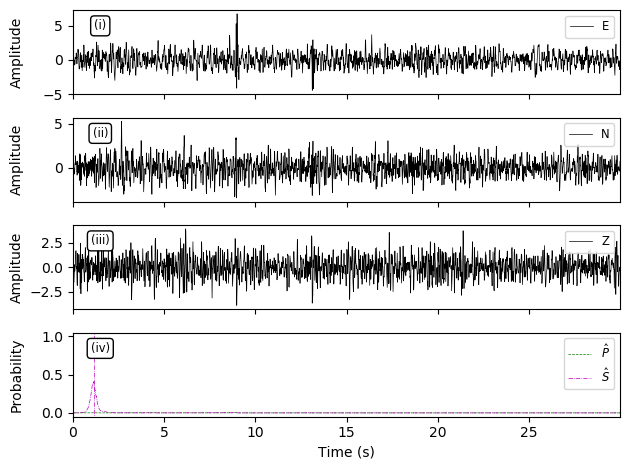 Amplitude
5
0
−5
(i)
E
Amplitude
5
0
(ii)
N
Amplitude
2.5
0.0
−2.5
(iii)
Z
Probability
1.0
0.5
0.0
(iv)
P̂
Ŝ
0 5 10 15 20 25
Time (s)